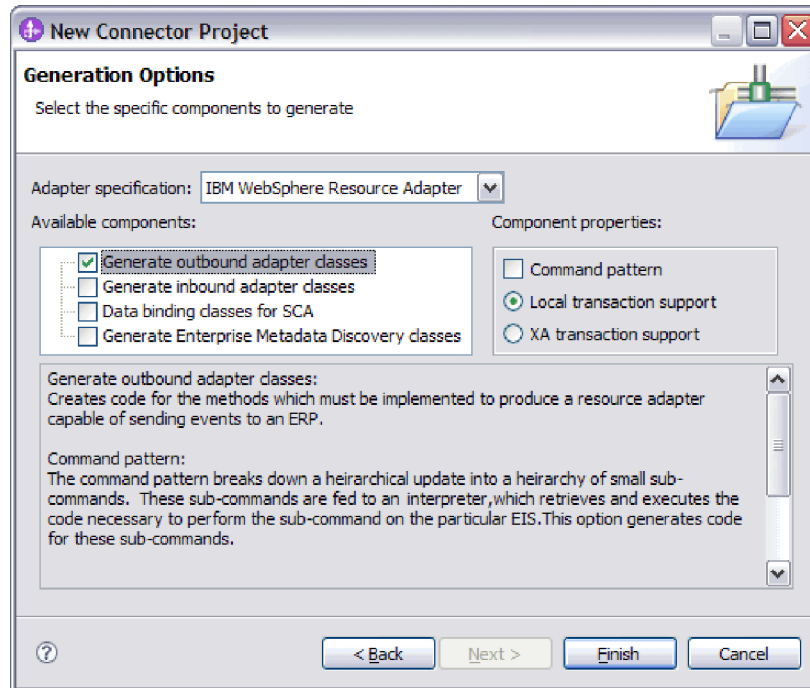 New Connector Project
Generation Options
Select the specific components to generate
Adapter specification: IBM WebSphere Resource Adapter
Available components:
Component properties:
Generate outbound adapter classes
Generate inbound adapter classes
Data binding classes for SCA
Generate Enterprise Metadata Discovery classes
Command pattern
Local transaction support
XA transaction support
Generate outbound adapter classes:
Creates code for the methods which must be implemented to produce a resource adapter
capable of sending events to an ERP.
Command pattern:
The command pattern breaks down a heirarchical update into a heirarchy of small sub-
commands. These sub-commands are fed to an interpreter,which retrieves and executes the
code necessary to perform the sub-command on the particular EIS.This option generates code
for these sub-commands.
?
< Back
Next >
Finish
Cancel